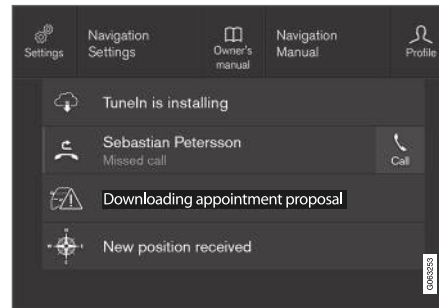 Settings
Navigation
Settings
Owner's
manual
Navigation
Manual
Profile
TuneIn is installing
Sebastian Petersson
Missed call
Call
Downloading appointment proposal
New position received
G063253